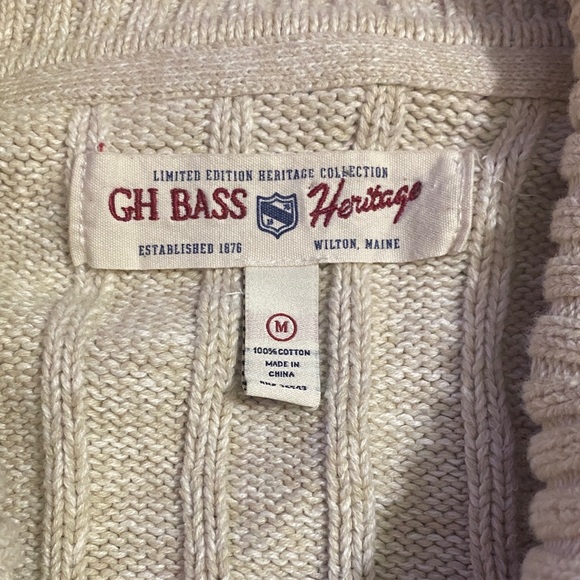 LIMITED EDITION HERITAGE COLLECTION
GH BASS Heritage
ESTABLISHED 1876 WILTON, MAINE
M
100% COTTON
MADE IN
CHINA